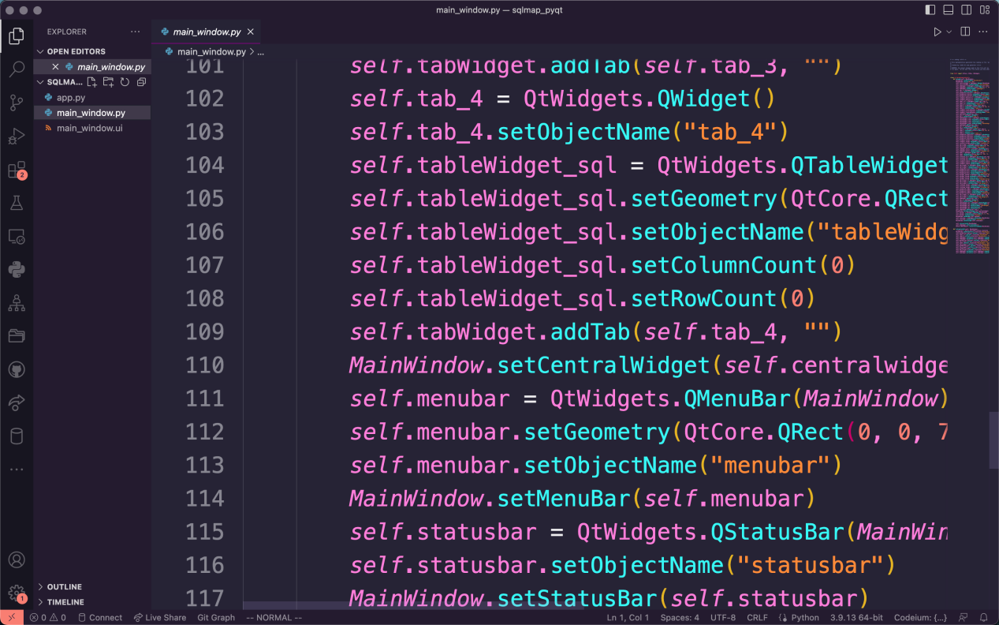 main_window.py — sqlmap_pyqt
EXPLORER
main_window.py
OPEN EDITORS
main_window.py > ...
main_window.py
SQLMA...
app.py
main_window.py
main_window.ui
101 self.tabWidget.addTab(self.tab_3, "")
102 self.tab_4 = QtWidgets.QWidget()
103 self.tab_4.setObjectName("tab_4")
104 self.tableWidget_sql = QtWidgets.QTableWidget
105 self.tableWidget_sql.setGeometry(QtCore.QRect
106 self.tableWidget_sql.setObjectName("tableWidg
107 self.tableWidget_sql.setColumnCount(0)
108 self.tableWidget_sql.setRowCount(0)
109 self.tabWidget.addTab(self.tab_4, "")
110 MainWindow.setCentralWidget(self.centralwidge
111 self.menubar = QtWidgets.QMenuBar(MainWindow)
112 self.menubar.setGeometry(QtCore.QRect(0, 0, 7
113 self.menubar.setObjectName("menubar")
114 MainWindow.setMenuBar(self.menubar)
115 self.statusbar = QtWidgets.QStatusBar(MainWin
116 self.statusbar.setObjectName("statusbar")
117 MainWindow.setStatusBar(self.statusbar)
2
1
OUTLINE
TIMELINE
0 0 Connect Live Share Git Graph -- NORMAL -- Ln 1, Col 1 Spaces: 4 UTF-8 CRLF Python 3.9.13 64-bit Codeium: {...}